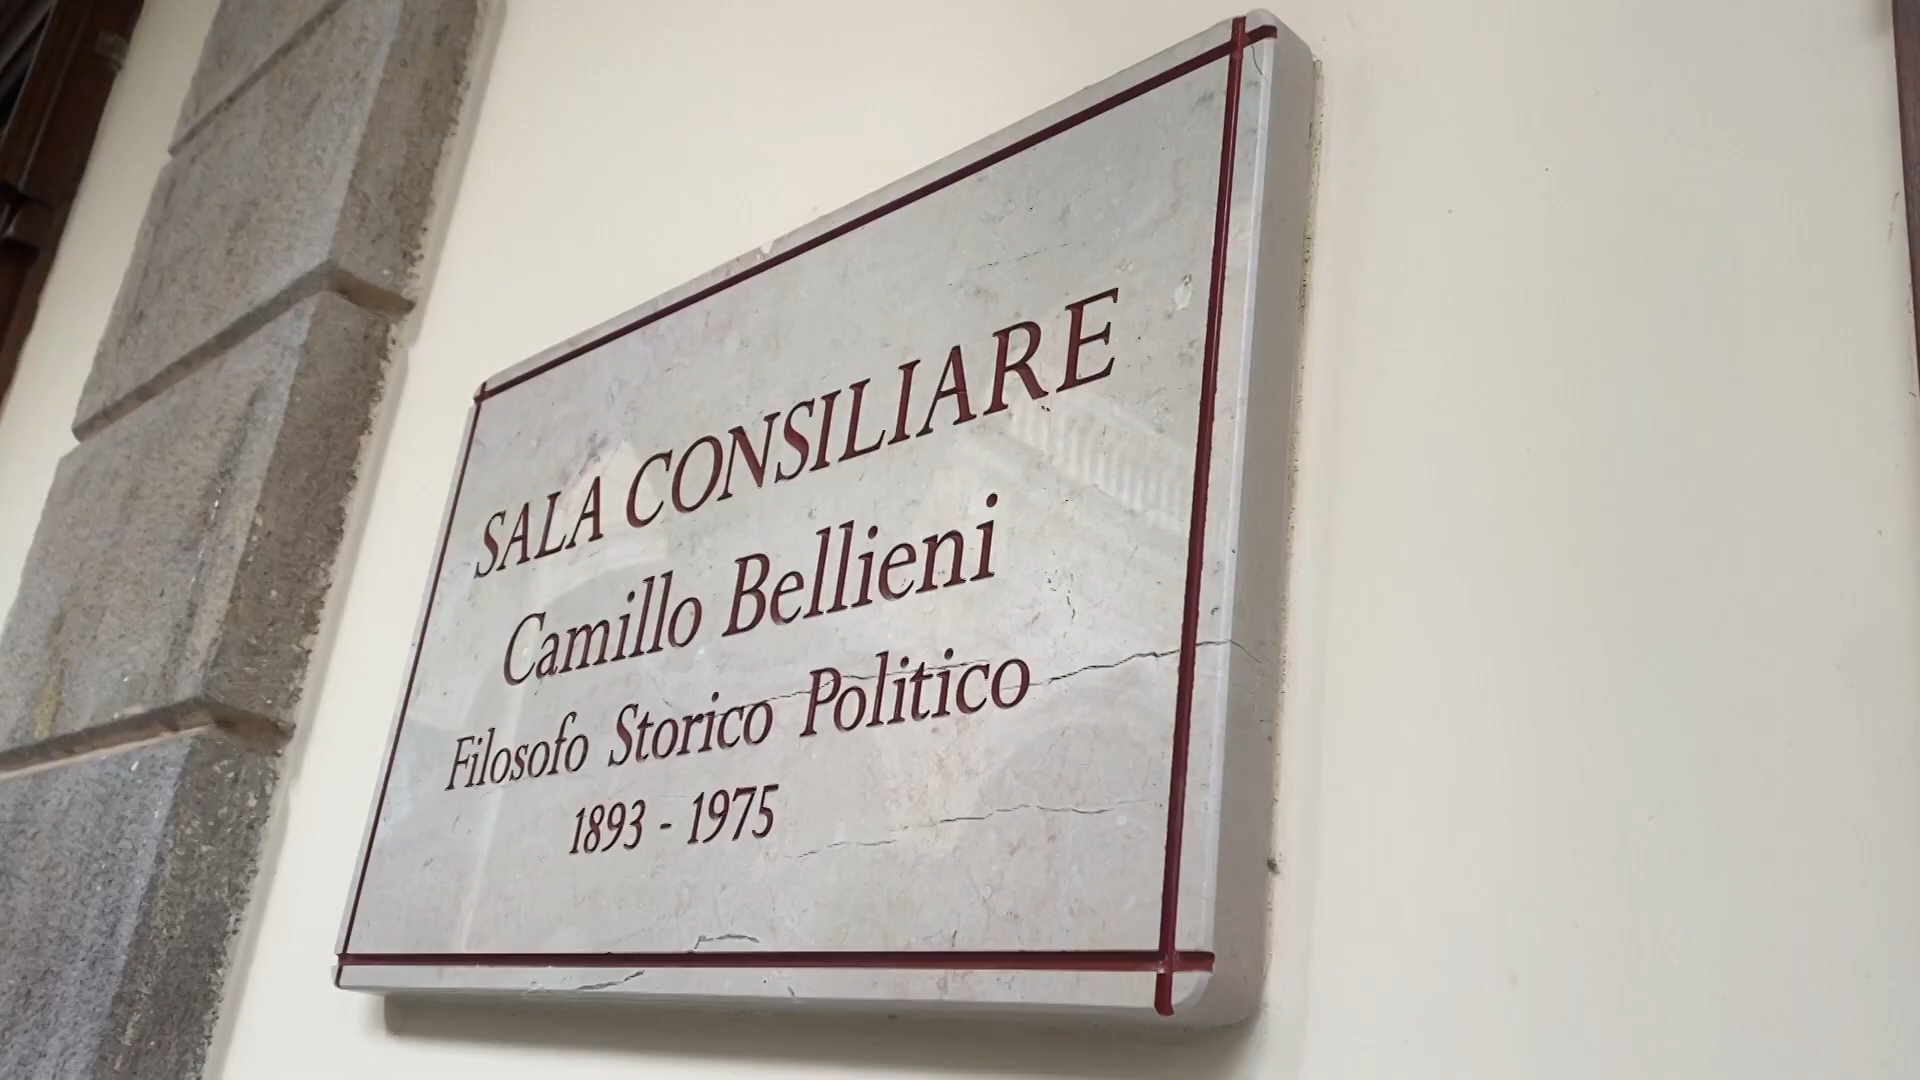 SALA CONSILIARE
Camillo Bellieni
Filosofo Storico Politico
1893 - 1975